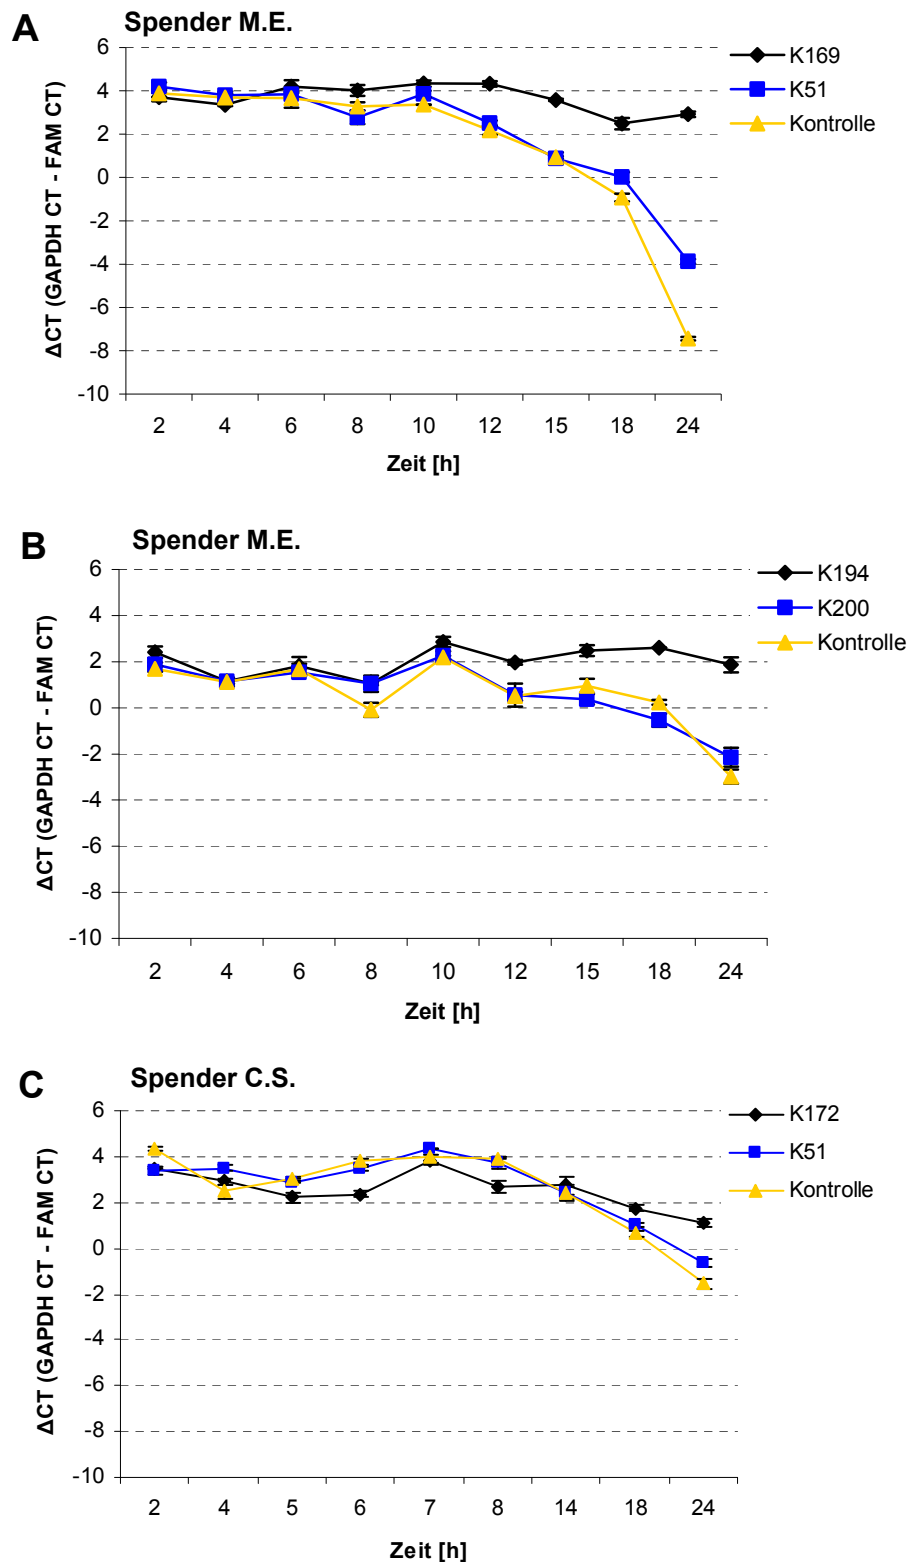 A
Spender M.E.
6
4
2
0
-2
-4
-6
-8
-10
ΔCT (GAPDH CT - FAM CT)
2 4 6 8 10 12 15 18 24
Zeit [h]
K169
K51
Kontrolle
B
Spender M.E.
6
4
2
0
-2
-4
-6
-8
-10
ΔCT (GAPDH CT - FAM CT)
2 4 6 8 10 12 15 18 24
Zeit [h]
K194
K200
Kontrolle
C
Spender C.S.
6
4
2
0
-2
-4
-6
-8
-10
ΔCT (GAPDH CT - FAM CT)
2 4 5 6 7 8 14 18 24
Zeit [h]
K172
K51
Kontrolle